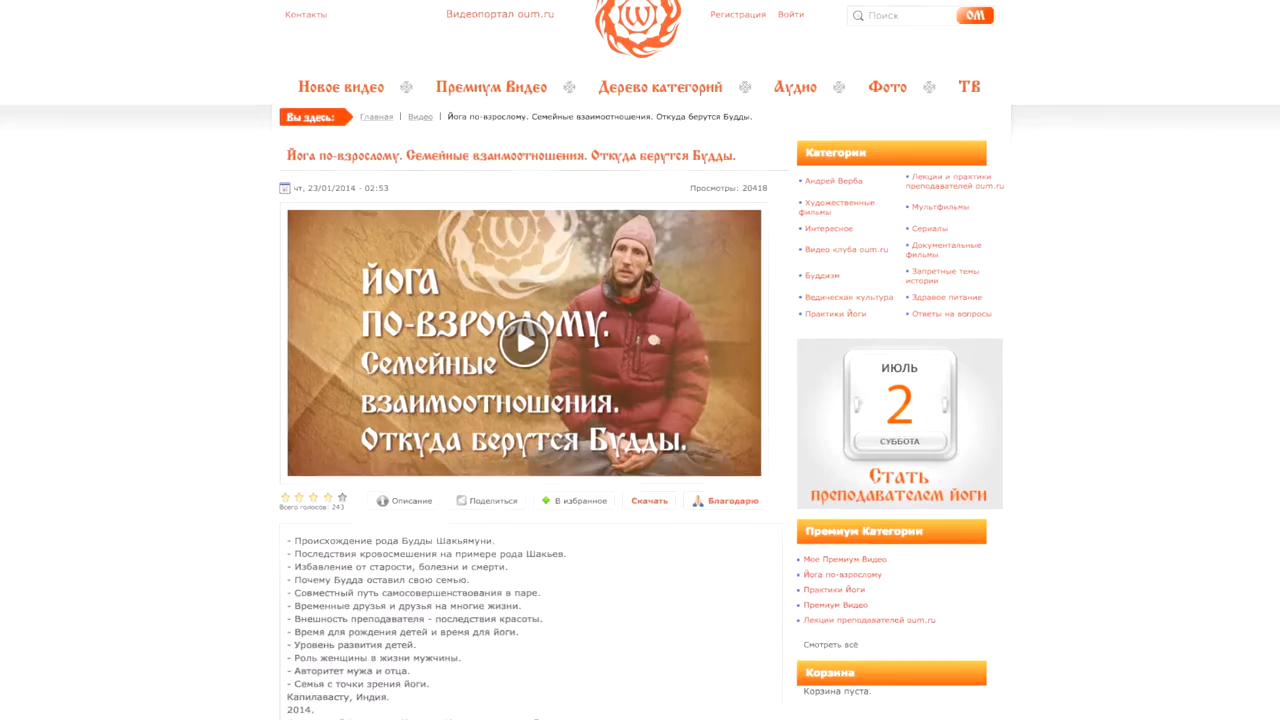 Контакты
Видеопортал oum.ru
Регистрация
Войти
Поиск
ОМ
Новое видео
Премиум Видео
Дерево категорий
Аудио
Фото
ТВ
Вы здесь:
Главная | Видео | Йога по-взрослому. Семейные взаимоотношения. Откуда берутся Будды.
Йога по-взрослому. Семейные взаимоотношения. Откуда берутся Будды.
чт, 23/01/2014 - 02:53
Просмотры: 20418
йога
по-взрослому.
Семейные
взаимоотношения.
Откуда берутся Будды.
Всего голосов: 243
Описание
Поделиться
В избранное
Скачать
Благодарю
- Происхождение рода Будды Шакьямуни.
- Последствия кровосмешения на примере рода Шакьев.
- Избавление от старости, болезни и смерти.
- Почему Будда оставил свою семью.
- Совместный путь самосовершенствования в паре.
- Временные друзья и друзья на многие жизни.
- Внешность преподавателя - последствия красоты.
- Время для рождения детей и время для йоги.
- Уровень развития детей.
- Роль женщины в жизни мужчины.
- Авторитет мужа и отца.
- Семья с точки зрения йоги.
Капилавасту, Индия.
2014.
Категории
Андрей Верба
Лекции и практики
преподавателей oum.ru
Художественные
фильмы
Мультфильмы
Интересное
Сериалы
Видео клуба oum.ru
Документальные
фильмы
Буддизм
Запретные темы
истории
Ведическая культура
Здравое питание
Практики Йоги
Ответы на вопросы
ИЮЛЬ
2
СУББОТА
Стать
преподавателем йоги
Премиум Категории
Мое Премиум Видео
Йога по-взрослому
Практики Йоги
Премиум Видео
Лекции преподавателей oum.ru
Смотреть всё
Корзина
Корзина пуста.